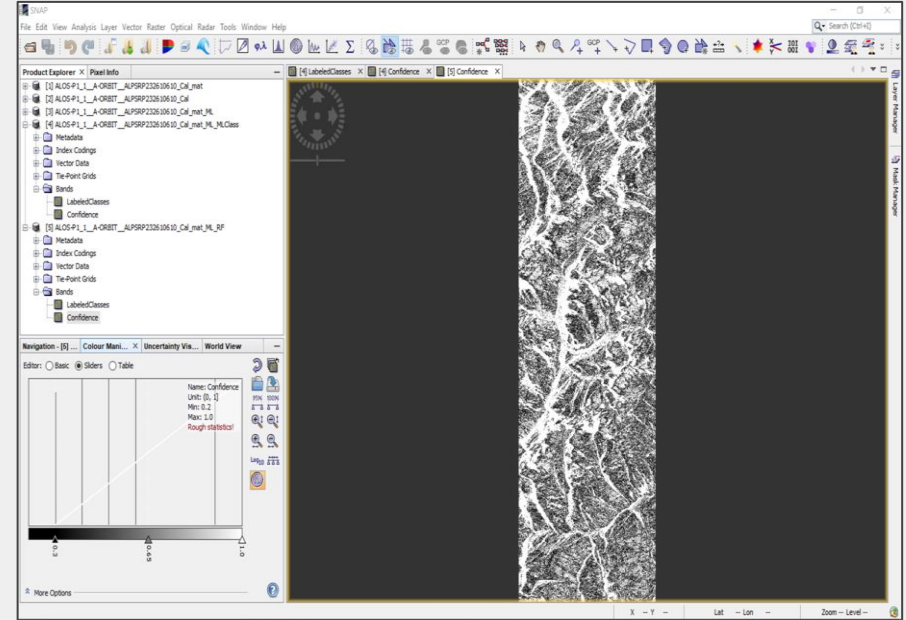 SNAP
File Edit View Analysis Layer Vector Raster Optical Radar Tools Window Help
Search (Ctrl+I)
GCP GCP
Product Explorer X Pixel Info
[4] LabeledClasses X [4] Confidence X [5] Confidence X
[1] ALOS-P1_1__A-ORBIT__ALPSRP232610610_Cal_mat
[2] ALOS-P1_1__A-ORBIT__ALPSRP232610610_Cal
[3] ALOS-P1_1__A-ORBIT__ALPSRP232610610_Cal_mat_ML
[4] ALOS-P1_1__A-ORBIT__ALPSRP232610610_Cal_mat_ML_MLClass
Metadata
Index Codings
Vector Data
Tie-Point Grids
Bands
LabeledClasses
Confidence
[5] ALOS-P1_1__A-ORBIT__ALPSRP232610610_Cal_mat_ML_RF
Metadata
Index Codings
Vector Data
Tie-Point Grids
Bands
LabeledClasses
Confidence
Layer Manager
Mask Manager
Navigation - [5] ... Colour Mani... X Uncertainty Vis... World View
Editor: Basic Sliders Table
Name: Confidence
Unit: (0, 1]
Min: 0.2
Max: 1.0
Rough statistics!
95% 100%
Log10
0.3 0.65 1.0
More Options
X -- Y -- Lat -- Lon -- Zoom -- Level --